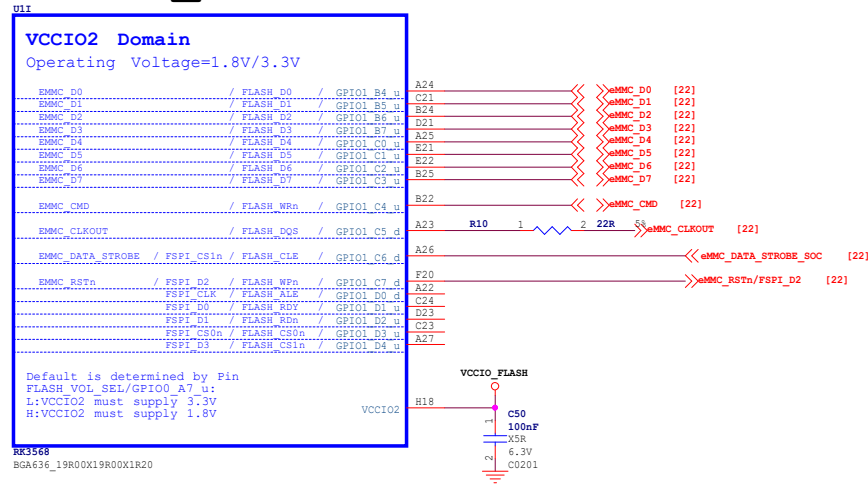 U1I
VCCIO2 Domain
Operating Voltage=1.8V/3.3V
EMMC_D0 / FLASH_D0 / GPIO1_B4_u A24 eMMC_D0 [22]
EMMC_D1 / FLASH_D1 / GPIO1_B5_u C21 eMMC_D1 [22]
EMMC_D2 / FLASH_D2 / GPIO1_B6_u B24 eMMC_D2 [22]
EMMC_D3 / FLASH_D3 / GPIO1_B7_u D21 eMMC_D3 [22]
EMMC_D4 / FLASH_D4 / GPIO1_C0_u A25 eMMC_D4 [22]
EMMC_D5 / FLASH_D5 / GPIO1_C1_u E21 eMMC_D5 [22]
EMMC_D6 / FLASH_D6 / GPIO1_C2_u E22 eMMC_D6 [22]
EMMC_D7 / FLASH_D7 / GPIO1_C3_u B25 eMMC_D7 [22]
EMMC_CMD / FLASH_WRn / GPIO1_C4_u B22 eMMC_CMD [22]
EMMC_CLKOUT / FLASH_DQS / GPIO1_C5_d A23 R10 1 2 22R 5% eMMC_CLKOUT [22]
EMMC_DATA_STROBE / FSPI_CS1n / FLASH_CLE / GPIO1_C6_d A26 eMMC_DATA_STROBE_SOC [22]
EMMC_RSTn / FSPI_D2 / FLASH_WPn / GPIO1_C7_d F20 eMMC_RSTn/FSPI_D2 [22]
FSPI_CLK / FLASH_ALE / GPIO1_D0_d A22
FSPI_D0 / FLASH_RDY / GPIO1_D1_u C24
FSPI_D1 / FLASH_RDn / GPIO1_D2_u D23
FSPI_CS0n / FLASH_CS0n / GPIO1_D3_u C23
FSPI_D3 / FLASH_CS1n / GPIO1_D4_u A27
Default is determined by Pin
FLASH_VOL_SEL/GPIO0_A7_u:
L:VCCIO2 must supply 3.3V
H:VCCIO2 must supply 1.8V
VCCIO2 H18
VCCIO_FLASH
1
2
C50
100nF
X5R
6.3V
C0201
RK3568
BGA636_19R00X19R00X1R20